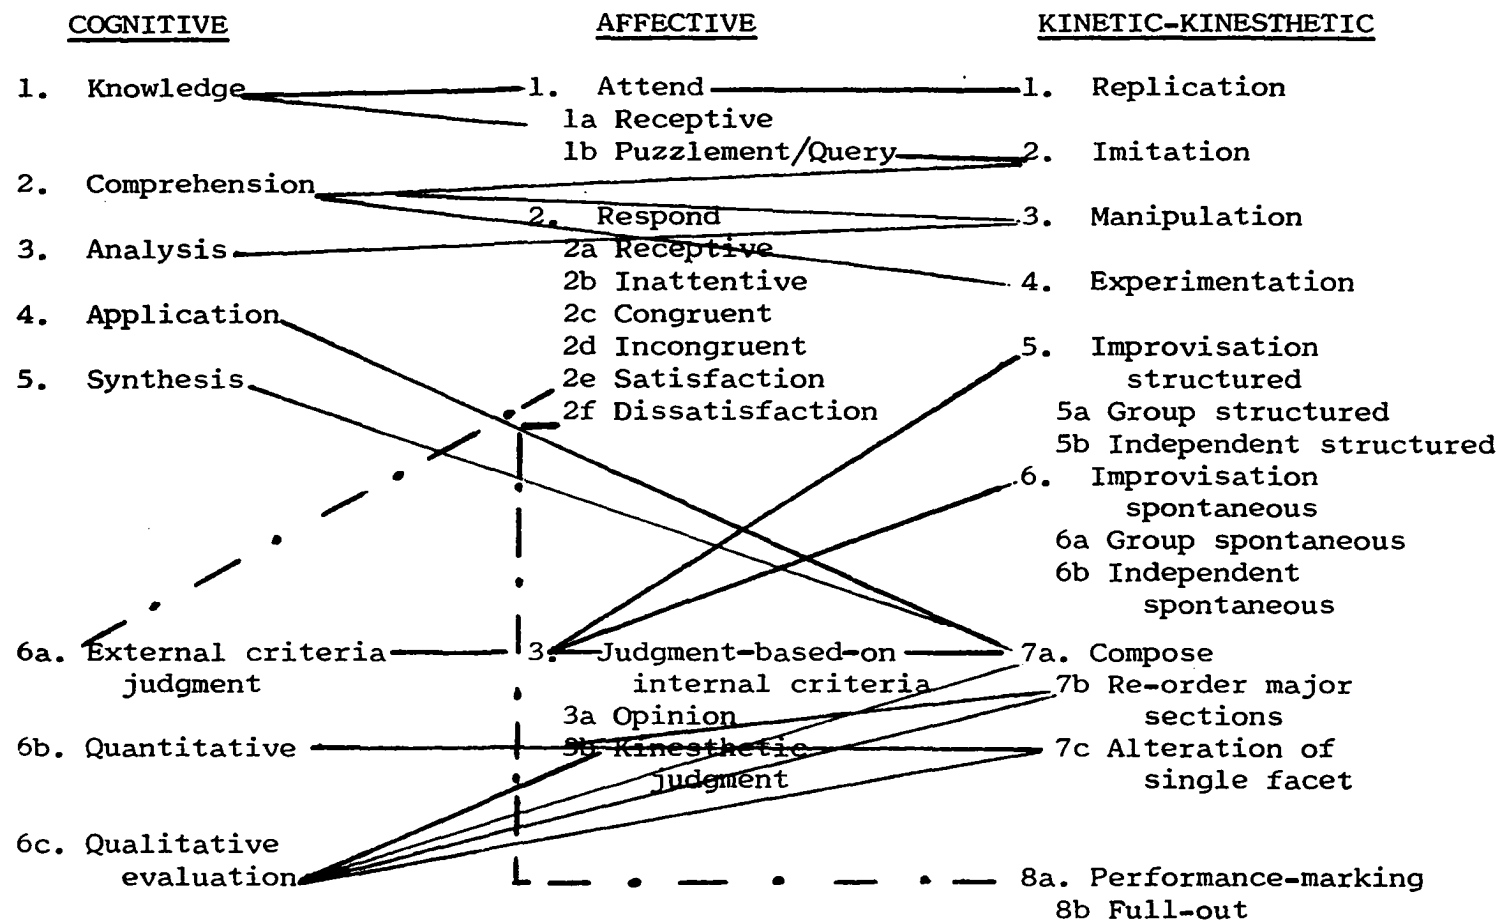 COGNITIVE
1. Knowledge
2. Comprehension
3. Analysis
4. Application
5. Synthesis
6a. External criteria
judgment
6b. Quantitative
6c. Qualitative
evaluation
AFFECTIVE
1. Attend
1a Receptive
1b Puzzlement/Query
2. Respond
2a Receptive
2b Inattentive
2c Congruent
2d Incongruent
2e Satisfaction
2f Dissatisfaction
3. Judgment-based-on
internal criteria
3a Opinion
3b Kinesthetic
judgment
KINETIC-KINESTHETIC
1. Replication
2. Imitation
3. Manipulation
4. Experimentation
5. Improvisation
structured
5a Group structured
5b Independent structured
6. Improvisation
spontaneous
6a Group spontaneous
6b Independent
spontaneous
7a. Compose
7b Re-order major
sections
7c Alteration of
single facet
8a. Performance-marking
8b Full-out